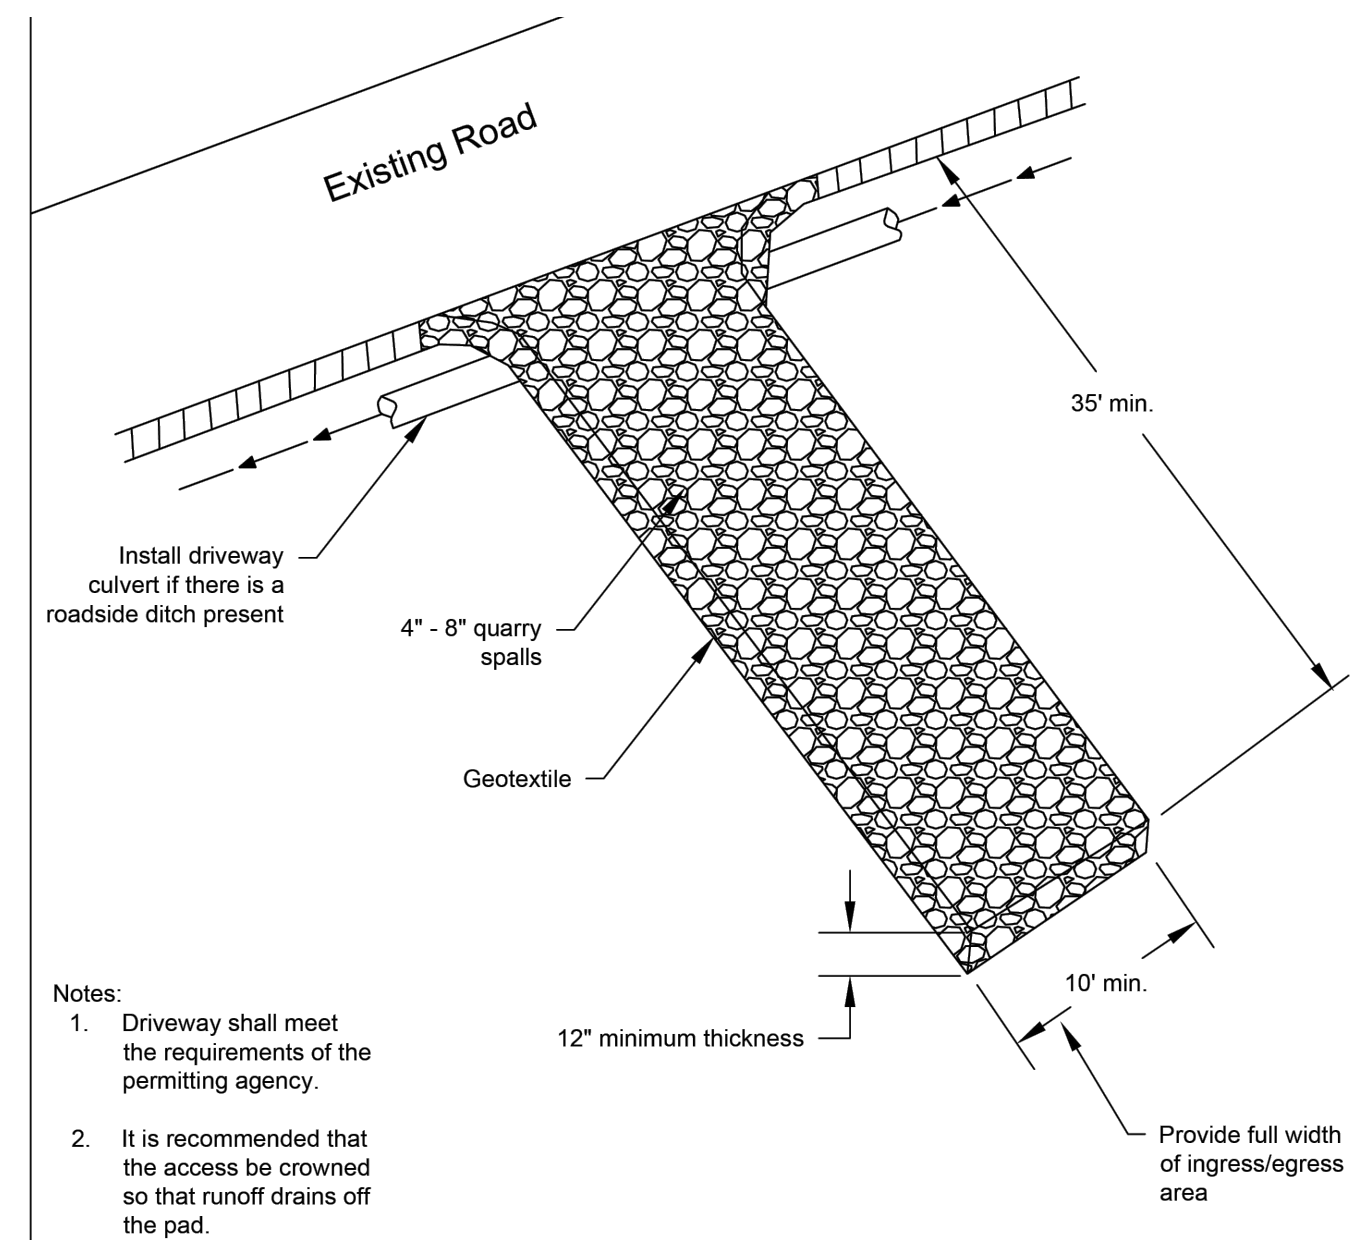 Existing Road
35' min.
Install driveway
culvert if there is a
roadside ditch present
4" - 8" quarry
spalls
Geotextile
10' min.
12" minimum thickness
Provide full width
of ingress/egress
area
Notes:
1. Driveway shall meet
the requirements of the
permitting agency.
2. It is recommended that
the access be crowned
so that runoff drains off
the pad.